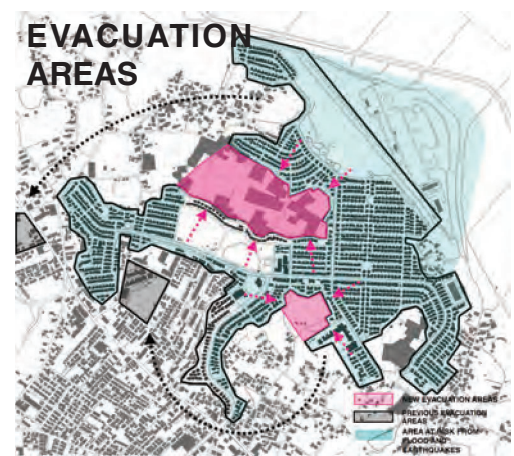 EVACUATION
AREAS
NEW EVACUATION AREAS
PREVIOUS EVACUATION
AREAS
AREA AT RISK FROM
FLOOD AND
EARTHQUAKES